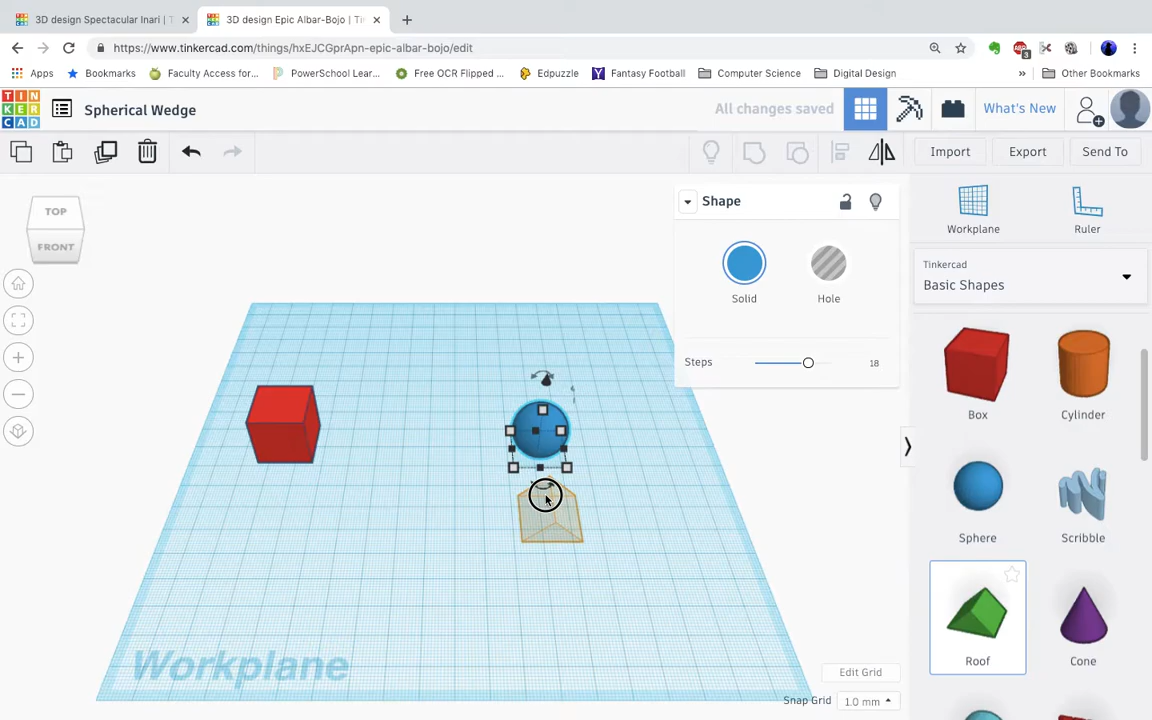 3D design Spectacular Inari | T
3D design Epic Albar-Bojo | Ti
https://www.tinkercad.com/things/hxEJCGprApn-epic-albar-bojo/edit
3
Apps
Bookmarks
Faculty Access for...
PowerSchool Lear...
Free OCR Flipped ...
Edpuzzle
Fantasy Football
Computer Science
Digital Design
»
Other Bookmarks
TIN
KER
CAD
Spherical Wedge
All changes saved
What's New
Import
Export
Send To
TOP
FRONT
Shape
Solid
Hole
Steps
18
Workplane
Ruler
Tinkercad
Basic Shapes
Box
Cylinder
Sphere
Scribble
Roof
Cone
Workplane
Edit Grid
Snap Grid
1.0 mm